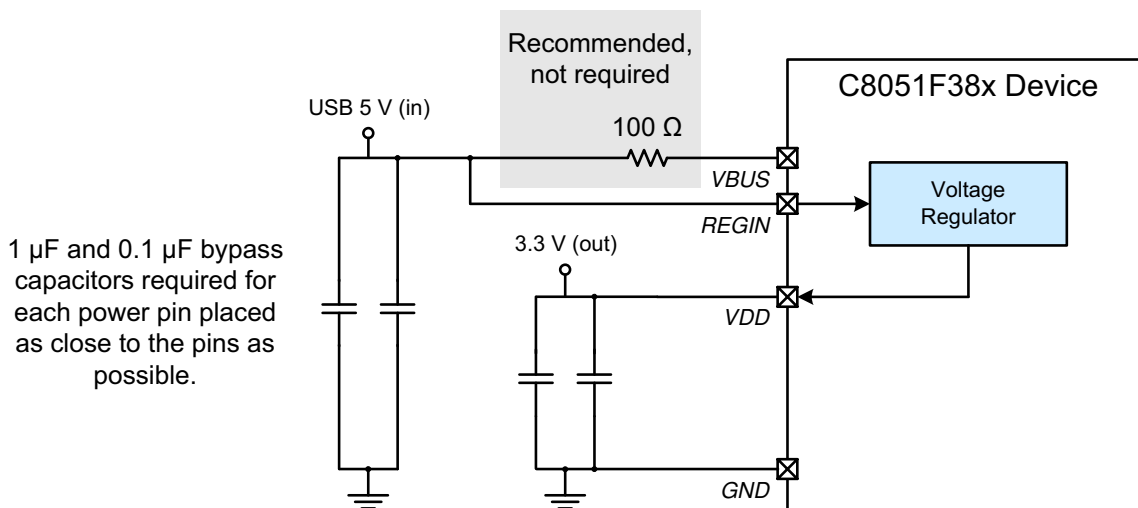 Recommended,
not required
C8051F38x Device
USB 5 V (in)
100 Ω
VBUS
Voltage
Regulator
REGIN
1 µF and 0.1 µF bypass
capacitors required for
each power pin placed
as close to the pins as
possible.
3.3 V (out)
VDD
GND